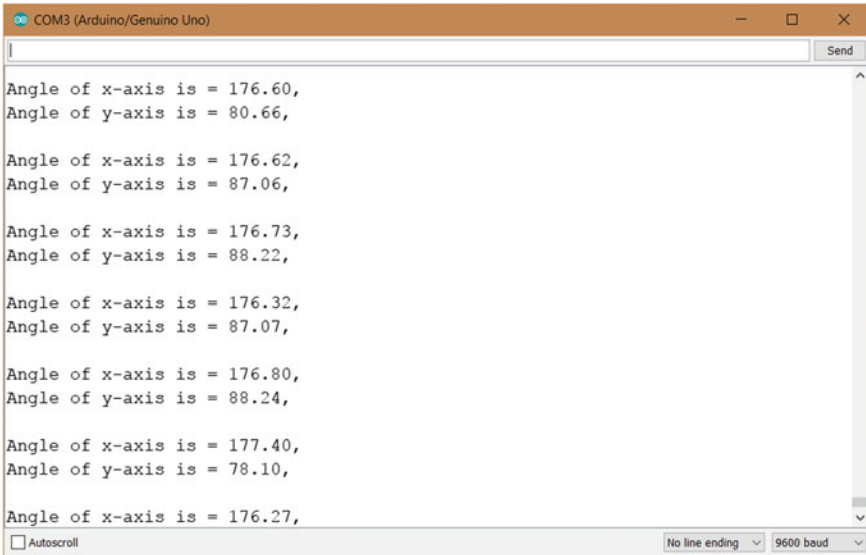 COM3 (Arduino/Genuino Uno)
Send
Angle of x-axis is = 176.60,
Angle of y-axis is = 80.66,
Angle of x-axis is = 176.62,
Angle of y-axis is = 87.06,
Angle of x-axis is = 176.73,
Angle of y-axis is = 88.22,
Angle of x-axis is = 176.32,
Angle of y-axis is = 87.07,
Angle of x-axis is = 176.80,
Angle of y-axis is = 88.24,
Angle of x-axis is = 177.40,
Angle of y-axis is = 78.10,
Angle of x-axis is = 176.27,
Autoscroll No line ending 9600 baud